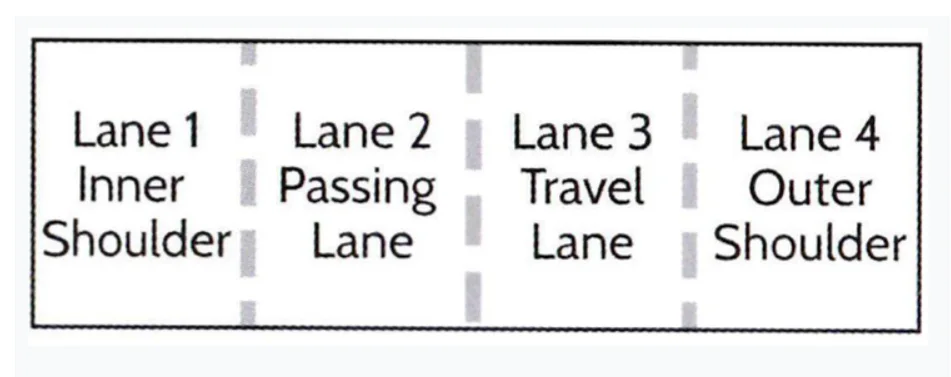 Lane 1
Inner
Shoulder
Lane 2
Passing
Lane
Lane 3
Travel
Lane
Lane 4
Outer
Shoulder